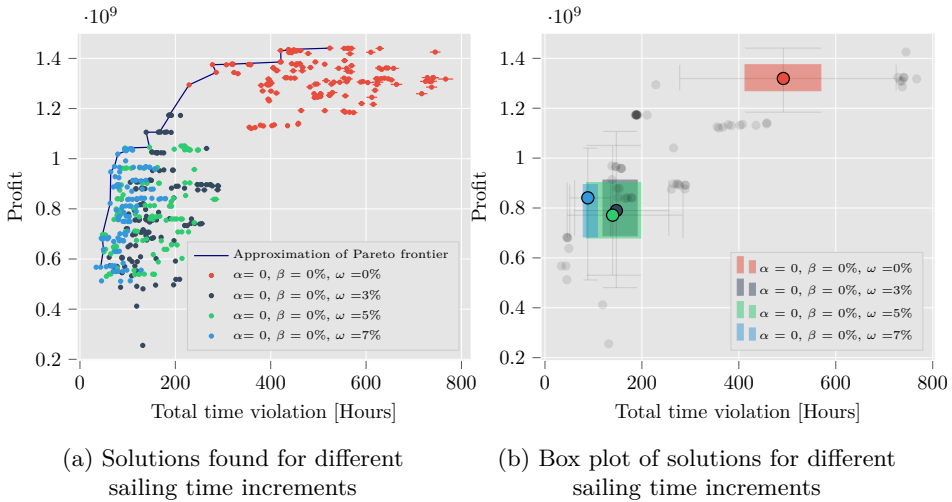 ·10⁹
1.4
1.2
1
0.8
0.6
0.4
0.2
Profit
0
200
400
600
800
Total time violation [Hours]
Approximation of Pareto frontier
α= 0, β = 0%, ω =0%
α= 0, β = 0%, ω =3%
α= 0, β = 0%, ω =5%
α= 0, β = 0%, ω =7%
(a) Solutions found for different
sailing time increments
·10⁹
1.4
1.2
1
0.8
0.6
0.4
0.2
Profit
0
200
400
600
800
Total time violation [Hours]
α = 0, β = 0%, ω =0%
α = 0, β = 0%, ω =3%
α = 0, β = 0%, ω =5%
α = 0, β = 0%, ω =7%
(b) Box plot of solutions for different
sailing time increments